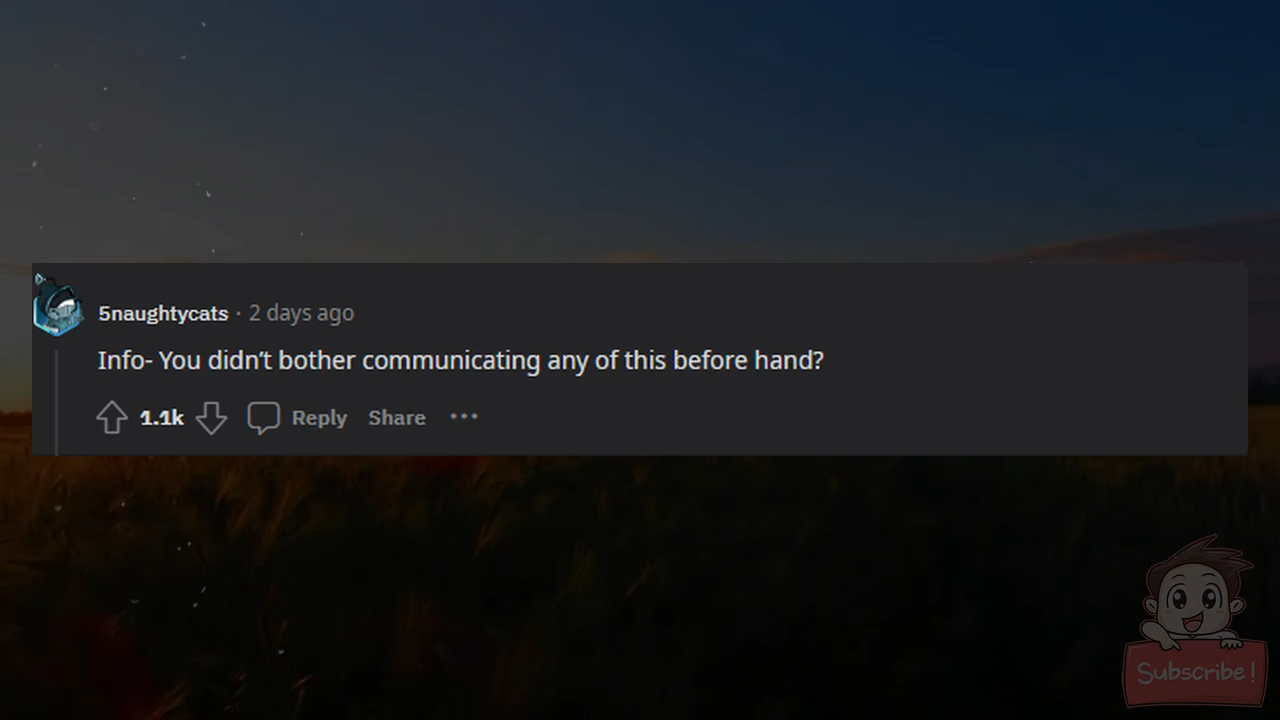 5naughtycats · 2 days ago
Info- You didn't bother communicating any of this before hand?
1.1k Reply Share ···
Subscribe!